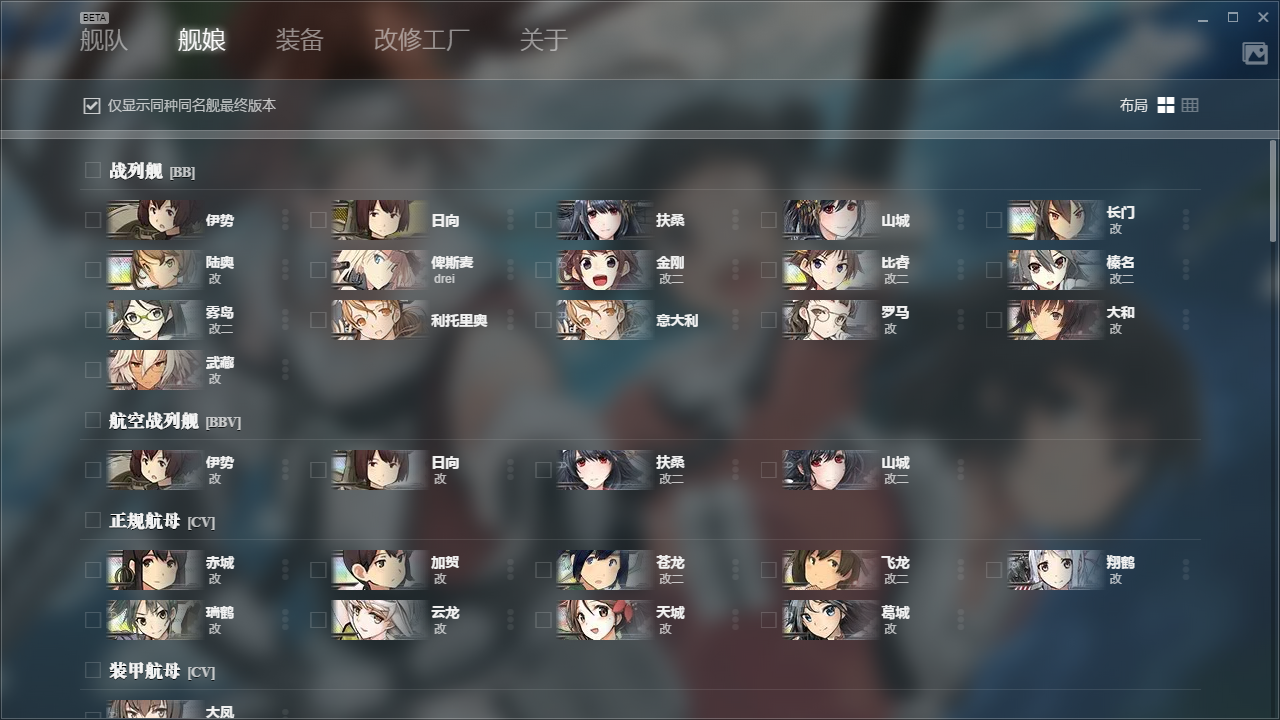 BETA
舰队 舰娘 装备 改修工厂 关于
仅显示同种同名舰最终版本 布局
战列舰 [BB]
伊势 日向 扶桑 山城 长门 改
陆奥 改 俾斯麦 drei 金刚 改二 比睿 改二 榛名 改二
雾岛 改二 利托里奥 意大利 罗马 改 大和 改
武藏 改
航空战列舰 [BBV]
伊势 改 日向 改 扶桑 改二 山城 改二
正规航母 [CV]
赤城 改 加贺 改 苍龙 改二 飞龙 改二 翔鹤 改
瑞鹤 改 云龙 改 天城 改 葛城 改
装甲航母 [CV]
大凤